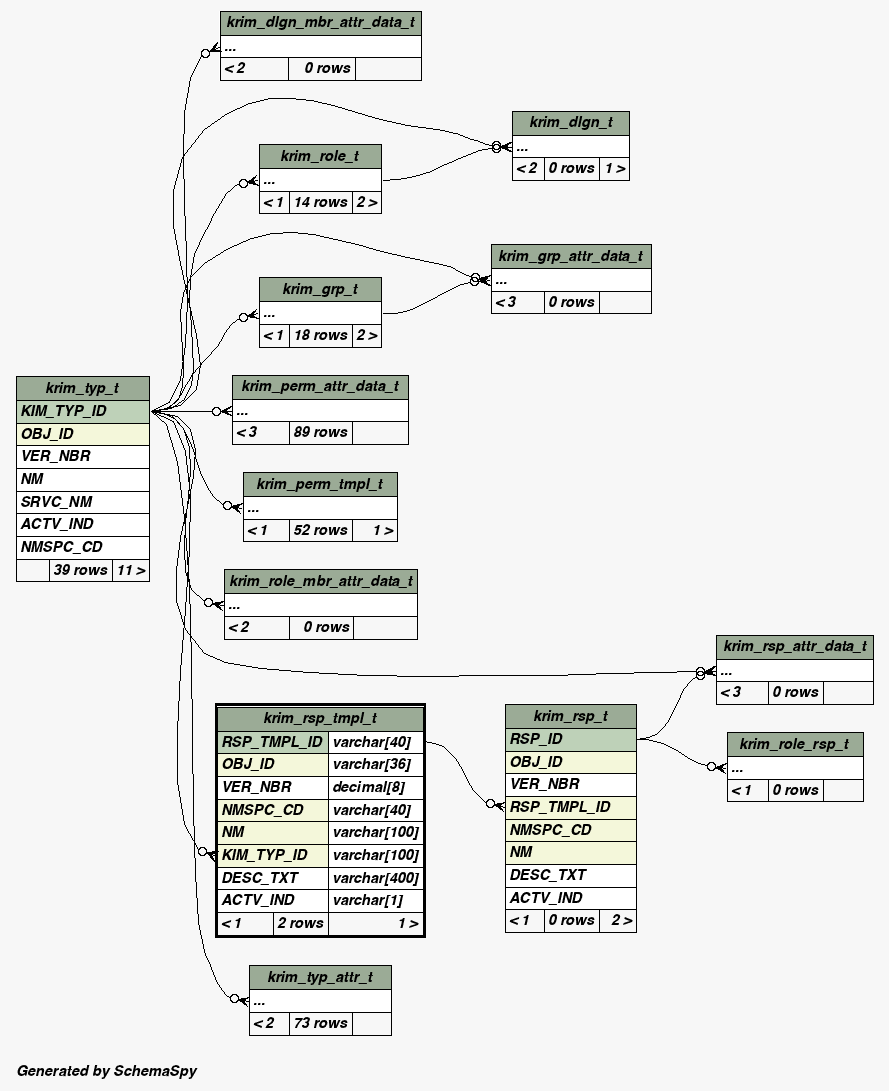 krim_dlgn_mbr_attr_data_t
...
< 2 0 rows
krim_dlgn_t
...
< 2 0 rows 1 >
krim_role_t
...
< 1 14 rows 2 >
krim_grp_attr_data_t
...
< 3 0 rows
krim_grp_t
...
< 1 18 rows 2 >
krim_typ_t
KIM_TYP_ID
OBJ_ID
VER_NBR
NM
SRVC_NM
ACTV_IND
NMSPC_CD
39 rows 11 >
krim_perm_attr_data_t
...
< 3 89 rows
krim_perm_tmpl_t
...
< 1 52 rows 1 >
krim_role_mbr_attr_data_t
...
< 2 0 rows
krim_rsp_attr_data_t
...
< 3 0 rows
krim_rsp_tmpl_t
RSP_TMPL_ID varchar[40]
OBJ_ID varchar[36]
VER_NBR decimal[8]
NMSPC_CD varchar[40]
NM varchar[100]
KIM_TYP_ID varchar[100]
DESC_TXT varchar[400]
ACTV_IND varchar[1]
< 1 2 rows 1 >
krim_rsp_t
RSP_ID
OBJ_ID
VER_NBR
RSP_TMPL_ID
NMSPC_CD
NM
DESC_TXT
ACTV_IND
< 1 0 rows 2 >
krim_role_rsp_t
...
< 1 0 rows
krim_typ_attr_t
...
< 2 73 rows
Generated by SchemaSpy